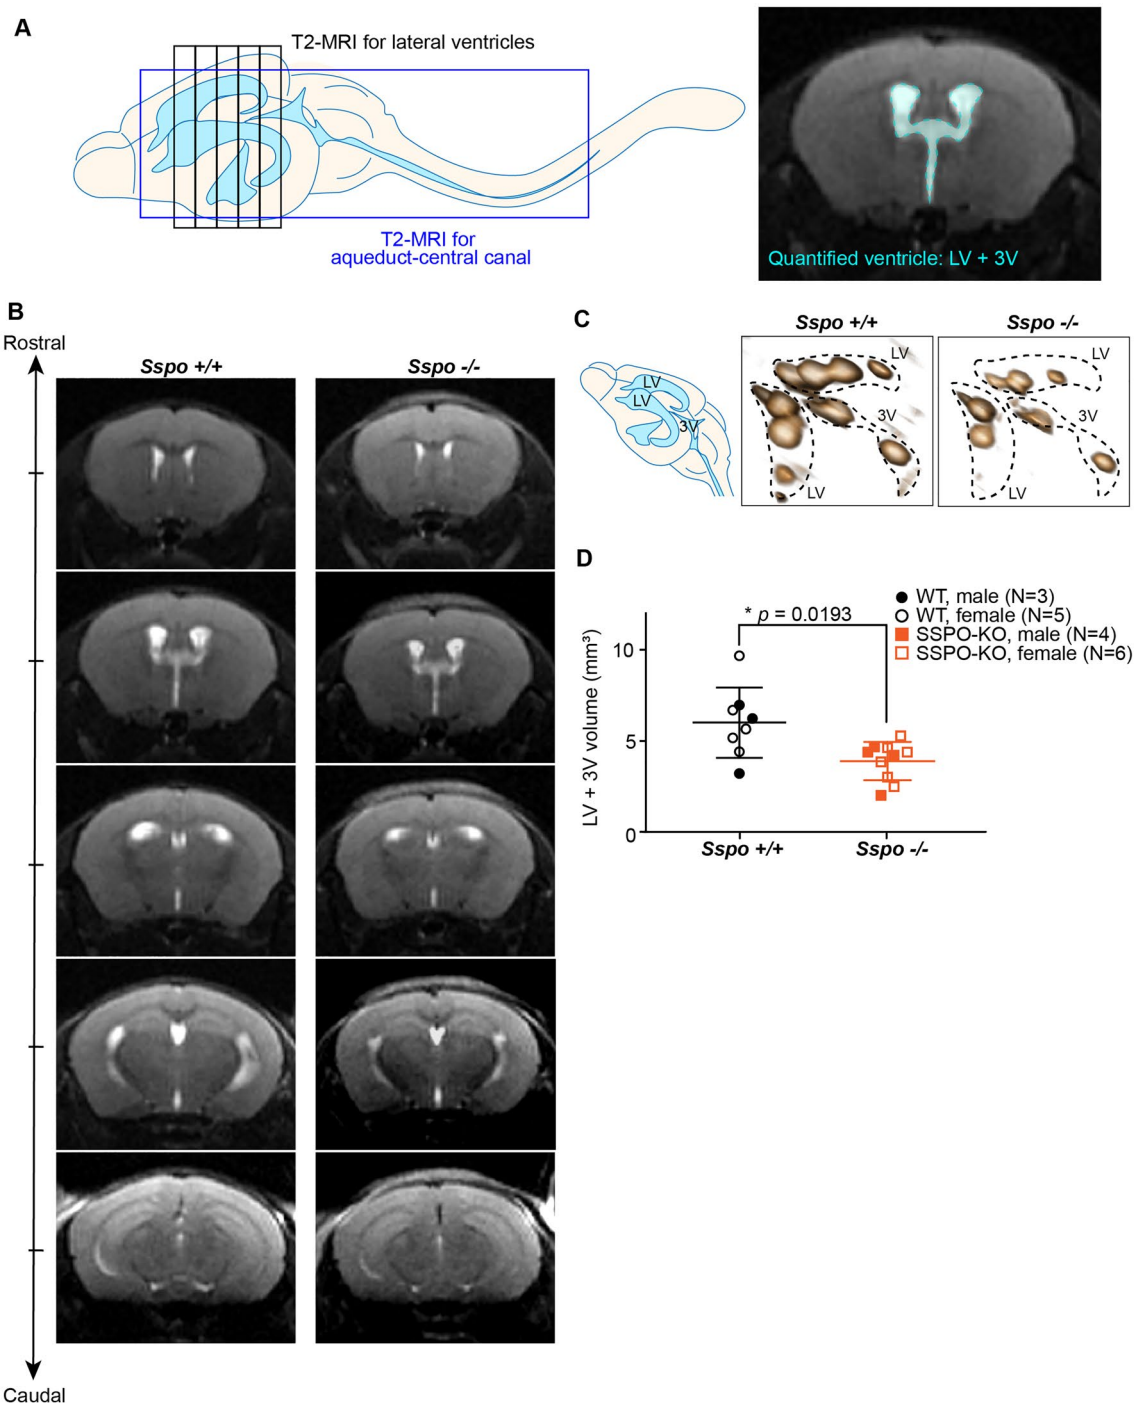 A
T2-MRI for lateral ventricles
T2-MRI for
aqueduct-central canal
Quantified ventricle: LV + 3V
B
Rostral
Sspo +/+
Sspo -/-
Caudal
C
Sspo +/+
Sspo -/-
LV
LV
3V
LV
3V
LV
LV
3V
LV
D
* p = 0.0193
WT, male (N=3)
WT, female (N=5)
SSPO-KO, male (N=4)
SSPO-KO, female (N=6)
LV + 3V volume (mm³)
10
5
0
Sspo +/+
Sspo -/-